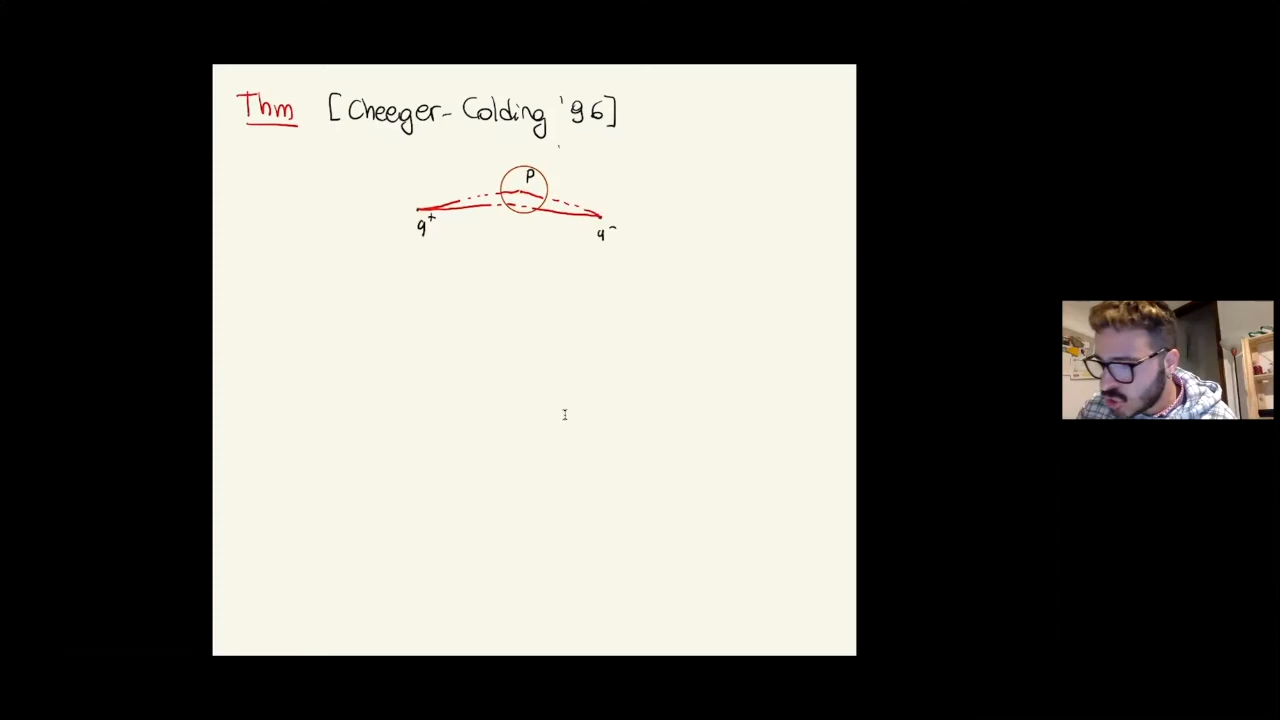 Thm [Cheeger-Colding '96]
p
q+ q-